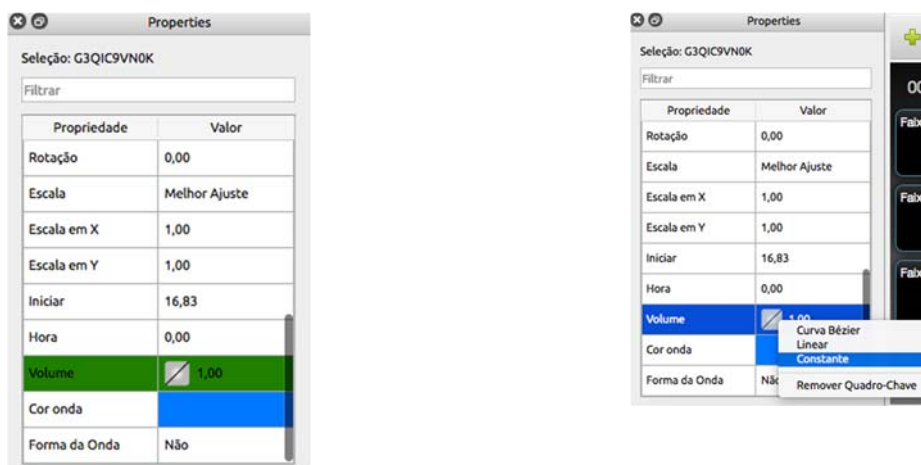 Properties
Seleção: G3QIC9VN0K
Filtrar
Propriedade Valor
Rotação 0,00
Escala Melhor Ajuste
Escala em X 1,00
Escala em Y 1,00
Iniciar 16,83
Hora 0,00
Volume 1,00
Cor onda
Forma da Onda Não
Properties
Seleção: G3QIC9VN0K
Filtrar
Propriedade Valor
Rotação 0,00
Escala Melhor Ajuste
Escala em X 1,00
Escala em Y 1,00
Iniciar 16,83
Hora 0,00
Volume 1,00
Cor onda
Forma da Onda
Curva Bézier
Linear
Constante
Remover Quadro-Chave